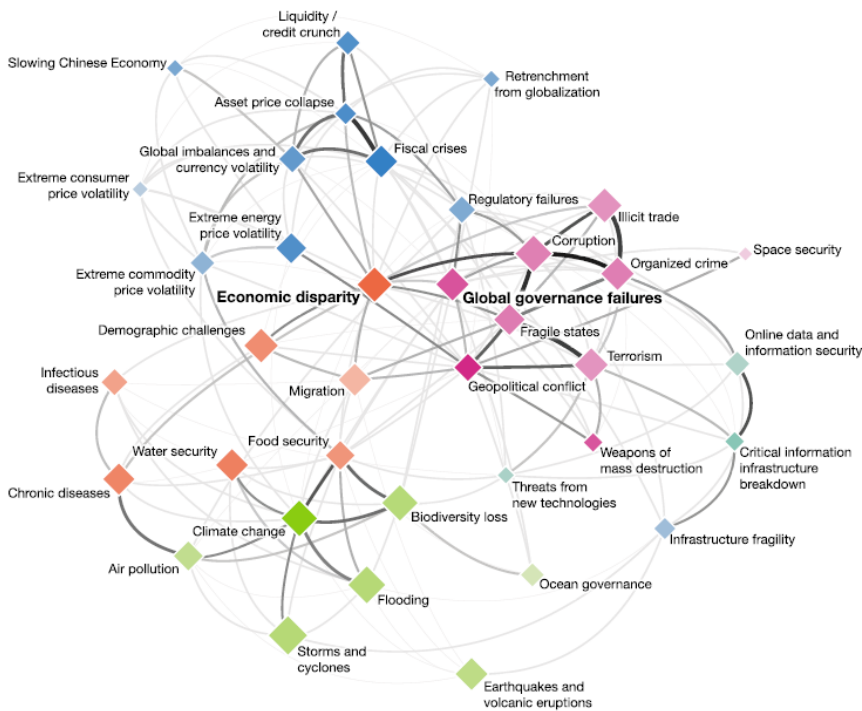 Liquidity /
credit crunch
Slowing Chinese Economy
Retrenchment
from globalization
Asset price collapse
Global imbalances and
currency volatility
Fiscal crises
Extreme consumer
price volatility
Regulatory failures
Illicit trade
Extreme energy
price volatility
Corruption
Space security
Extreme commodity
price volatility
Organized crime
Economic disparity
Global governance failures
Demographic challenges
Fragile states
Online data and
information security
Terrorism
Infectious
diseases
Migration
Geopolitical conflict
Water security
Food security
Weapons of
mass destruction
Critical information
infrastructure
breakdown
Chronic diseases
Threats from
new technologies
Climate change
Biodiversity loss
Infrastructure fragility
Air pollution
Ocean governance
Flooding
Storms and
cyclones
Earthquakes and
volcanic eruptions